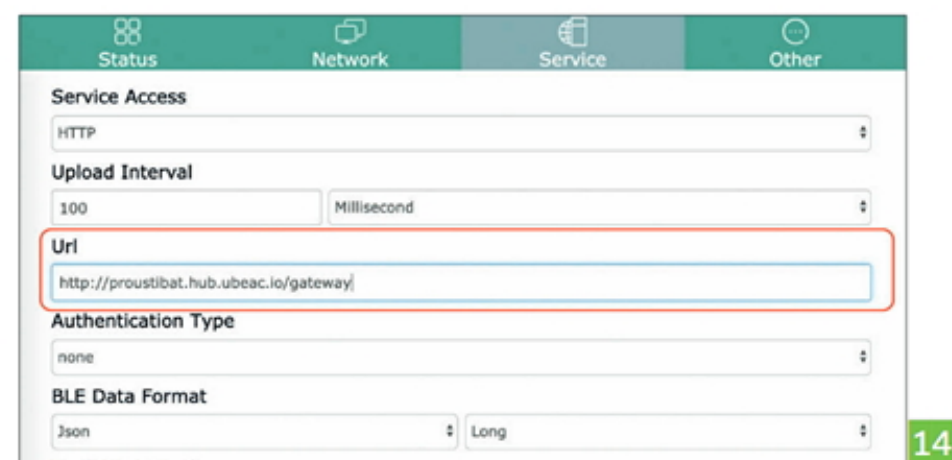 Status Network Service Other
Service Access
HTTP
Upload Interval
100 Millisecond
Url
http://proustibat.hub.ubeac.io/gateway
Authentication Type
none
BLE Data Format
Json Long
14